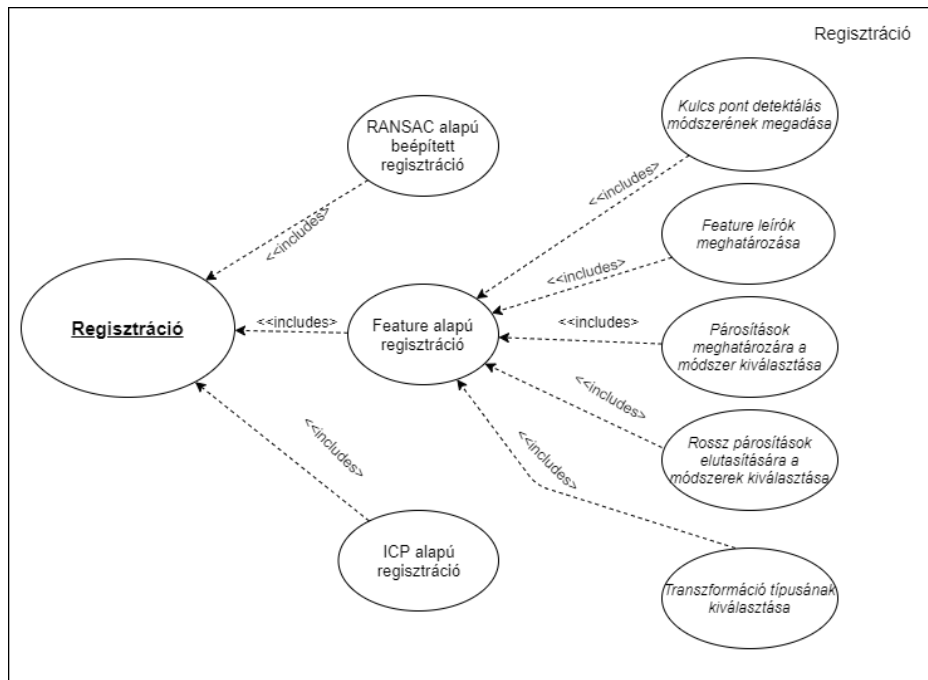 Regisztráció
RANSAC alapú
beépített
regisztráció
<<includes>
Regisztráció
<<includes>
Feature alapú
regisztráció
<<includes>
ICP alapú
regisztráció
Kulcs pont detektálás
módszerének megadása
<<includes>
Feature leírók
meghatározása
<<includes>
Párosítások
meghatározára a
módszer kiválasztása
<<includes>
Rossz párosítások
elutasítására a
módszerek kiválasztása
<<includes>
Transzformáció típusának
kiválasztása
<<includes>